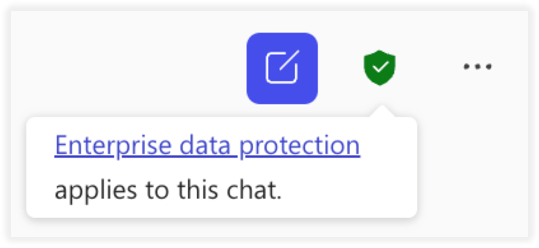 Enterprise data protection
applies to this chat.